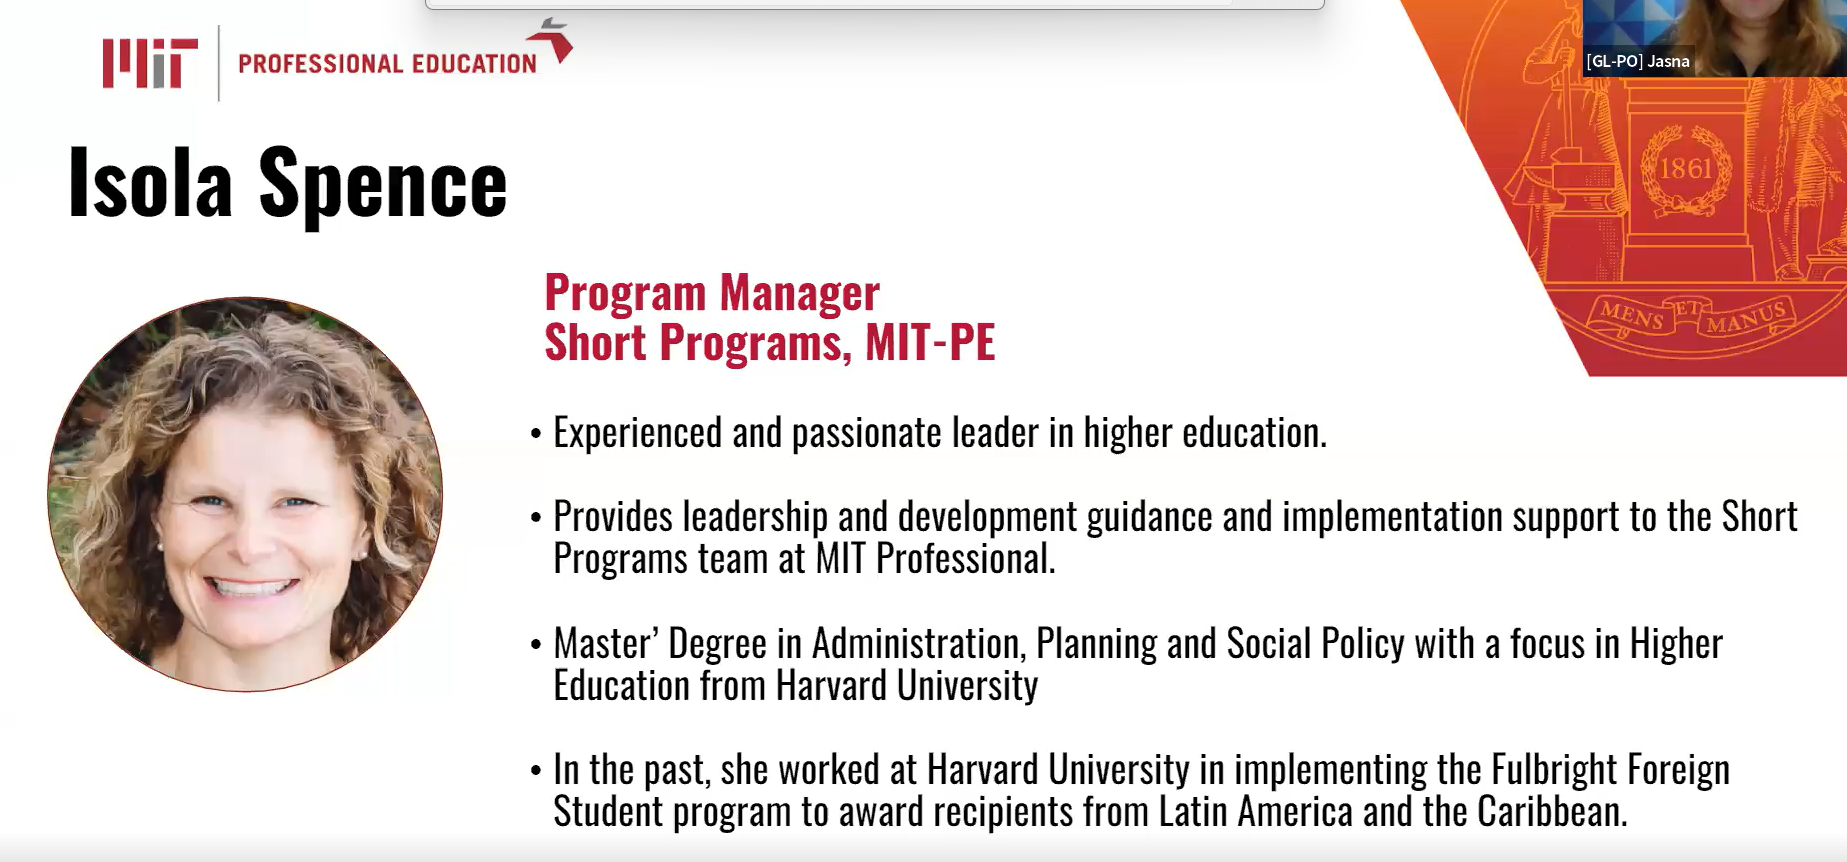 MIT
PROFESSIONAL EDUCATION
[GL-PO] Jasna
Isola Spence
1861
MENS ET MANUS
Program Manager
Short Programs, MIT-PE
• Experienced and passionate leader in higher education.
• Provides leadership and development guidance and implementation support to the Short
Programs team at MIT Professional.
• Master’ Degree in Administration, Planning and Social Policy with a focus in Higher
Education from Harvard University
• In the past, she worked at Harvard University in implementing the Fulbright Foreign
Student program to award recipients from Latin America and the Caribbean.